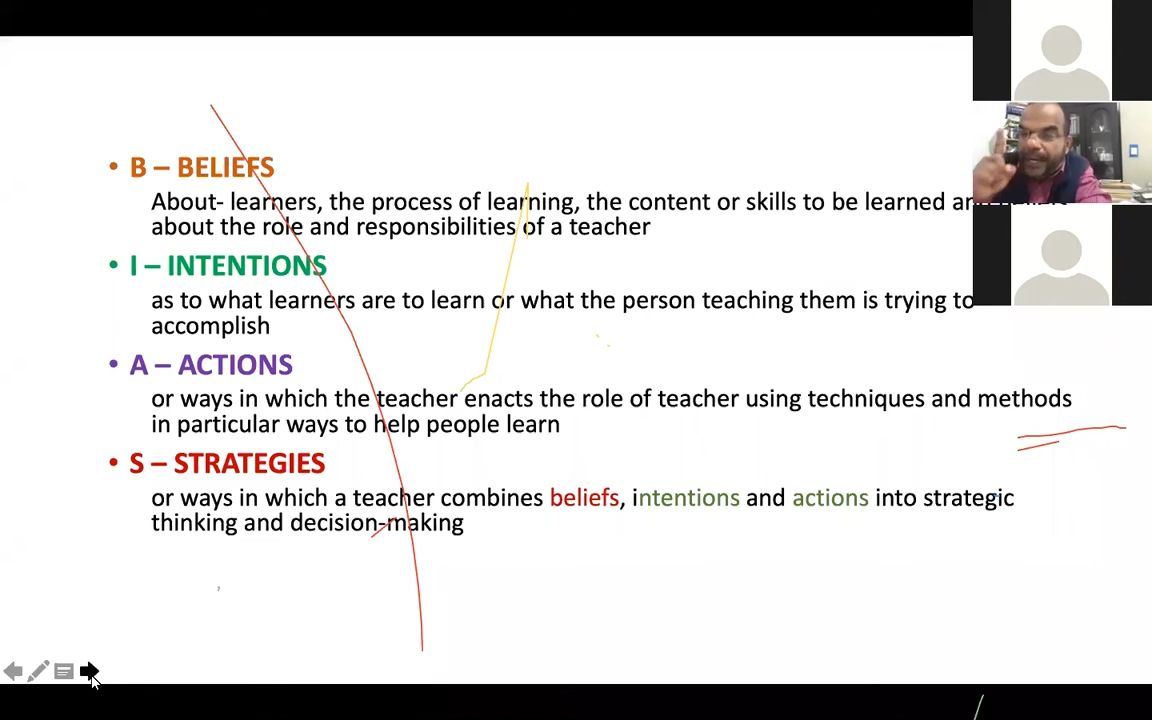 • B – BELIEFS
About- learners, the process of learning, the content or skills to be learned
about the role and responsibilities of a teacher
• I – INTENTIONS
as to what learners are to learn or what the person teaching them is trying to
accomplish
• A – ACTIONS
or ways in which the teacher enacts the role of teacher using techniques and methods
in particular ways to help people learn
• S – STRATEGIES
or ways in which a teacher combines beliefs, intentions and actions into strategic
thinking and decision-making